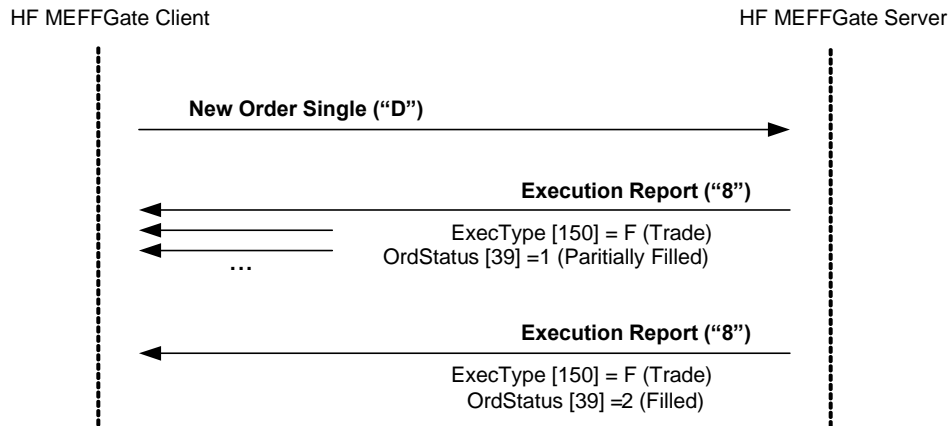 HF MEFFGate Client
HF MEFFGate Server
New Order Single (“D”)
Execution Report (“8”)
ExecType [150] = F (Trade)
OrdStatus [39] =1 (Paritially Filled)
...
Execution Report (“8”)
ExecType [150] = F (Trade)
OrdStatus [39] =2 (Filled)